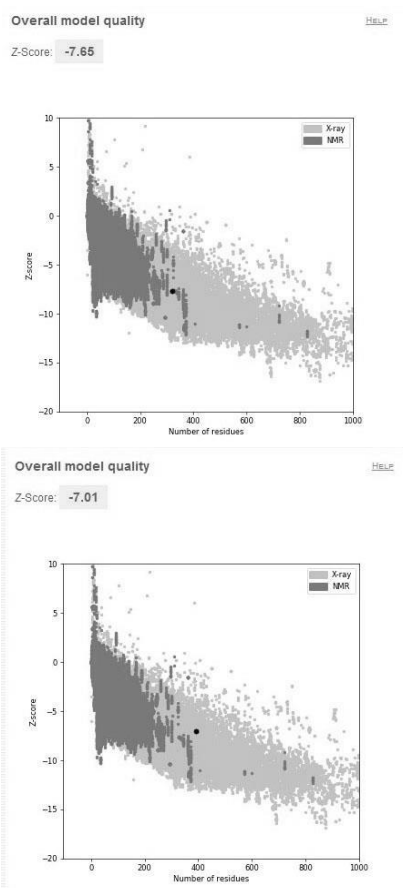 Overall model quality HELP
Z-Score: -7.65
X-ray
NMR
10
5
0
−5
−10
−15
−20
Z-score
0 200 400 600 800 1000
Number of residues
Overall model quality HELP
Z-Score: -7.01
X-ray
NMR
10
5
0
−5
−10
−15
−20
Z-score
0 200 400 600 800 1000
Number of residues